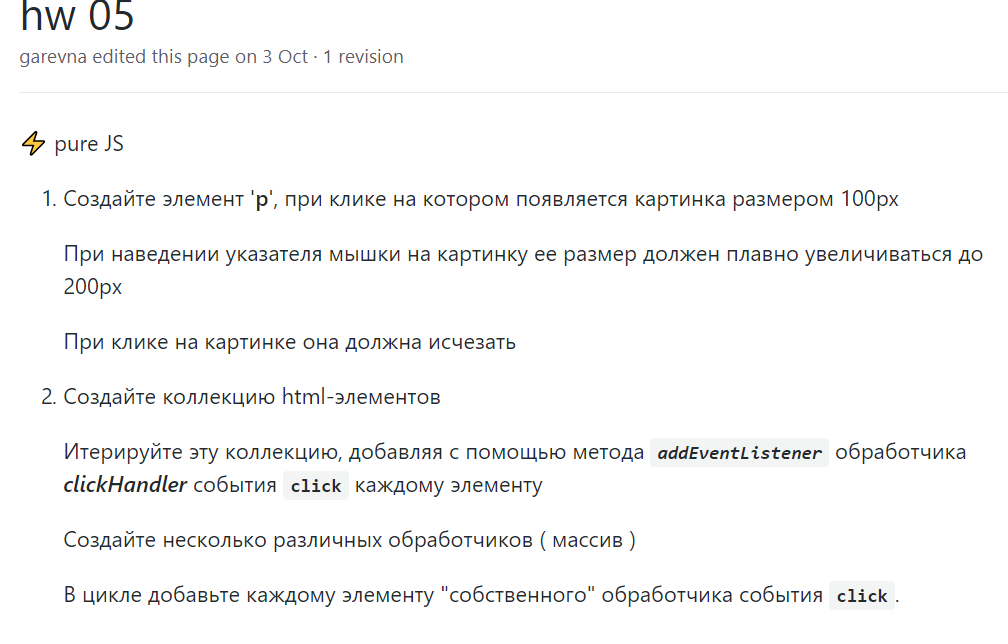 hw 05
garevna edited this page on 3 Oct · 1 revision
⚡ pure JS
1. Создайте элемент 'p', при клике на котором появляется картинка размером 100px
При наведении указателя мышки на картинку ее размер должен плавно увеличиваться до
200px
При клике на картинке она должна исчезать
2. Создайте коллекцию html-элементов
Итерируйте эту коллекцию, добавляя с помощью метода addEventListener обработчика
clickHandler события click каждому элементу
Создайте несколько различных обработчиков ( массив )
В цикле добавьте каждому элементу "собственного" обработчика события click.